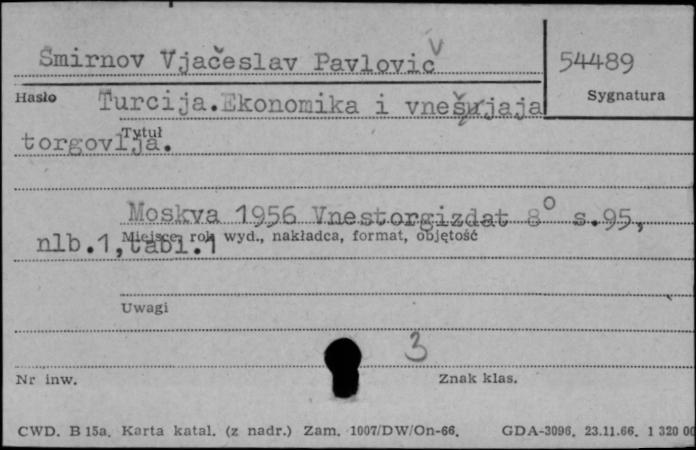 Smirnov Vjačeslav Pavlovič
54489
Hasło
Sygnatura
Turcija.Ekonomika i vnešnjaja
Tytuł
torgovlja.
Moskva 1956 Vnestorgizdat 8° s.95,
Miejsce, rok wyd., nakładca, format, objętość
nlb.1,tabl.1
Uwagi
3
Nr inw.
Znak klas.
CWD. B 15a. Karta katal. (z nadr.) Zam. 1007/DW/On-66. GDA-3096. 23.11.66. 1 320 00